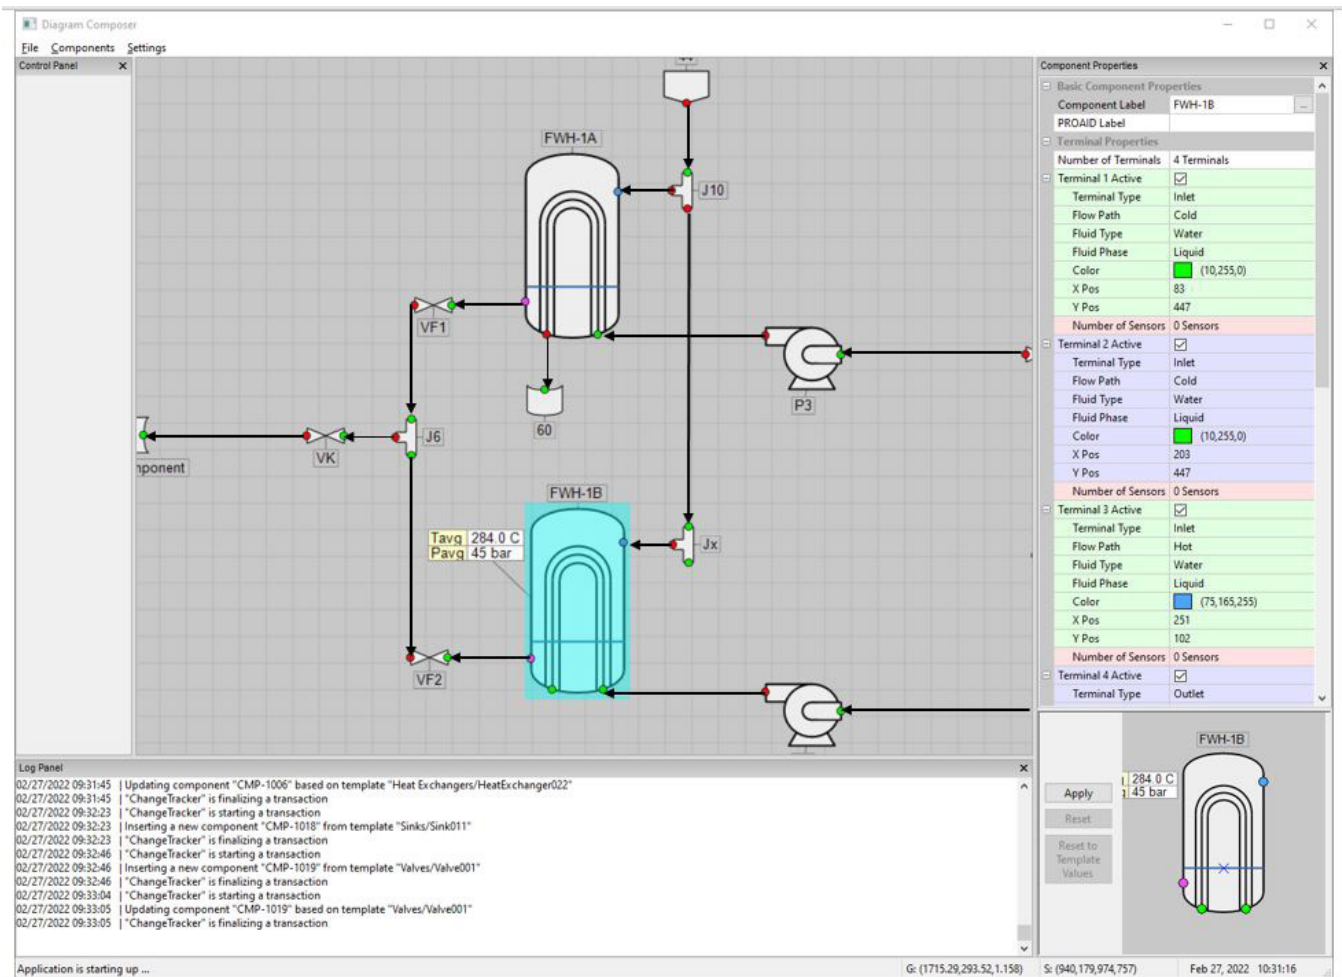 Diagram Composer
File Components Settings
Control Panel
FWH-1A
J10
VF1
P3
60
J6
VK
nponent
FWH-1B
Tavg 284.0 C
Pavg 45 bar
Jx
VF2
Component Properties
Basic Component Properties
Component Label FWH-1B ...
PROAID Label
Terminal Properties
Number of Terminals 4 Terminals
Terminal 1 Active
Terminal Type Inlet
Flow Path Cold
Fluid Type Water
Fluid Phase Liquid
Color (10,255,0)
X Pos 83
Y Pos 447
Number of Sensors 0 Sensors
Terminal 2 Active
Terminal Type Inlet
Flow Path Cold
Fluid Type Water
Fluid Phase Liquid
Color (10,255,0)
X Pos 203
Y Pos 447
Number of Sensors 0 Sensors
Terminal 3 Active
Terminal Type Inlet
Flow Path Hot
Fluid Type Water
Fluid Phase Liquid
Color (75,165,255)
X Pos 251
Y Pos 102
Number of Sensors 0 Sensors
Terminal 4 Active
Terminal Type Outlet
Log Panel
02/27/2022 09:31:45 | Updating component "CMP-1006" based on template "Heat Exchangers/HeatExchanger022"
02/27/2022 09:31:45 | "ChangeTracker" is finalizing a transaction
02/27/2022 09:32:23 | "ChangeTracker" is starting a transaction
02/27/2022 09:32:23 | Inserting a new component "CMP-1018" from template "Sinks/Sink011"
02/27/2022 09:32:23 | "ChangeTracker" is finalizing a transaction
02/27/2022 09:32:46 | "ChangeTracker" is starting a transaction
02/27/2022 09:32:46 | Inserting a new component "CMP-1019" from template "Valves/Valve001"
02/27/2022 09:32:46 | "ChangeTracker" is finalizing a transaction
02/27/2022 09:33:04 | "ChangeTracker" is starting a transaction
02/27/2022 09:33:05 | Updating component "CMP-1019" based on template "Valves/Valve001"
02/27/2022 09:33:05 | "ChangeTracker" is finalizing a transaction
Apply
Reset
Reset to
Template
Values
FWH-1B
284.0 C
45 bar
Application is starting up ...
G: (1715.29,293.52,1.158)
S: (940,179,974,757)
Feb 27, 2022 10:31:16